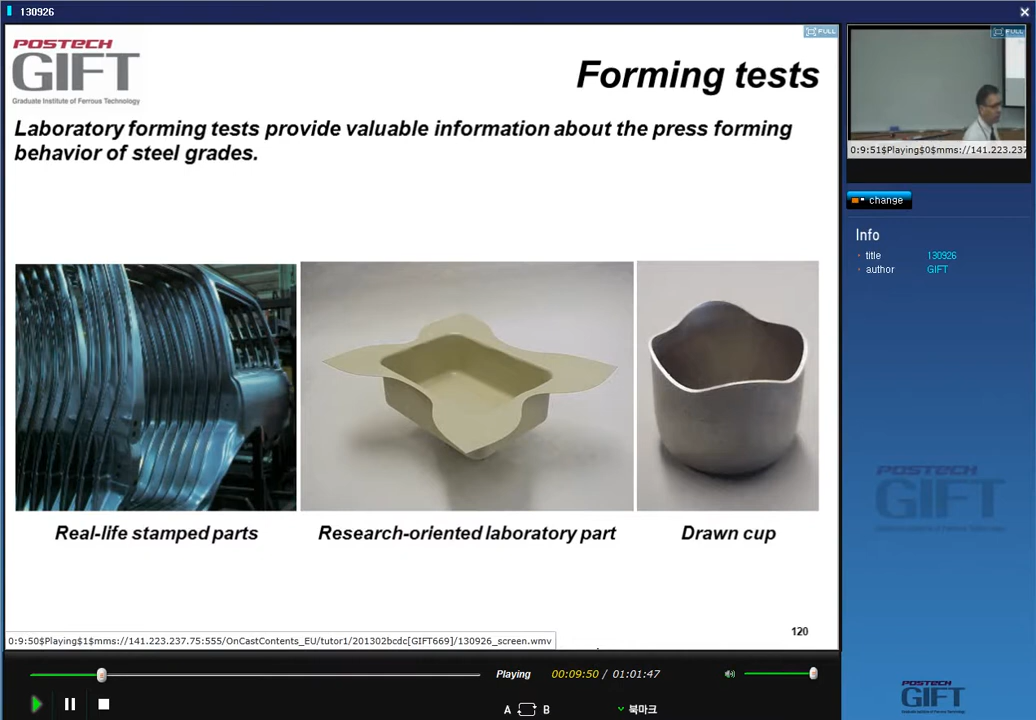 130926
POSTECH
GIFT
Graduate Institute of Ferrous Technology
FULL
Forming tests
Laboratory forming tests provide valuable information about the press forming
behavior of steel grades.
Real-life stamped parts
Research-oriented laboratory part
Drawn cup
120
0:9:50$Playing$1$mms://141.223.237.75:555/OnCastContents_EU/tutor1/201302bcdc[GIFT669]/130926_screen.wmv
Playing
00:09:50 / 01:01:47
A B
북마크
FULL
0:9:51$Playing$0$mms://141.223.237
change
Info
title 130926
author GIFT
POSTECH
GIFT
POSTECH
GIFT